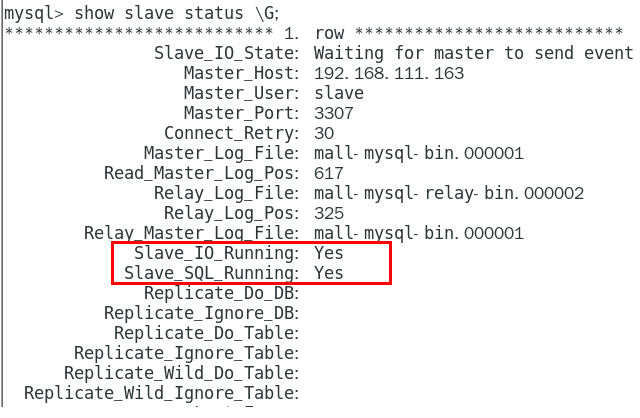 mysql> show slave status \G;
*************************** 1. row ***************************
Slave_IO_State: Waiting for master to send event
Master_Host: 192.168.111.163
Master_User: slave
Master_Port: 3307
Connect_Retry: 30
Master_Log_File: mall-mysql-bin.000001
Read_Master_Log_Pos: 617
Relay_Log_File: mall-mysql-relay-bin.000002
Relay_Log_Pos: 325
Relay_Master_Log_File: mall-mysql-bin.000001
Slave_IO_Running: Yes
Slave_SQL_Running: Yes
Replicate_Do_DB:
Replicate_Ignore_DB:
Replicate_Do_Table:
Replicate_Ignore_Table:
Replicate_Wild_Do_Table:
Replicate_Wild_Ignore_Table: